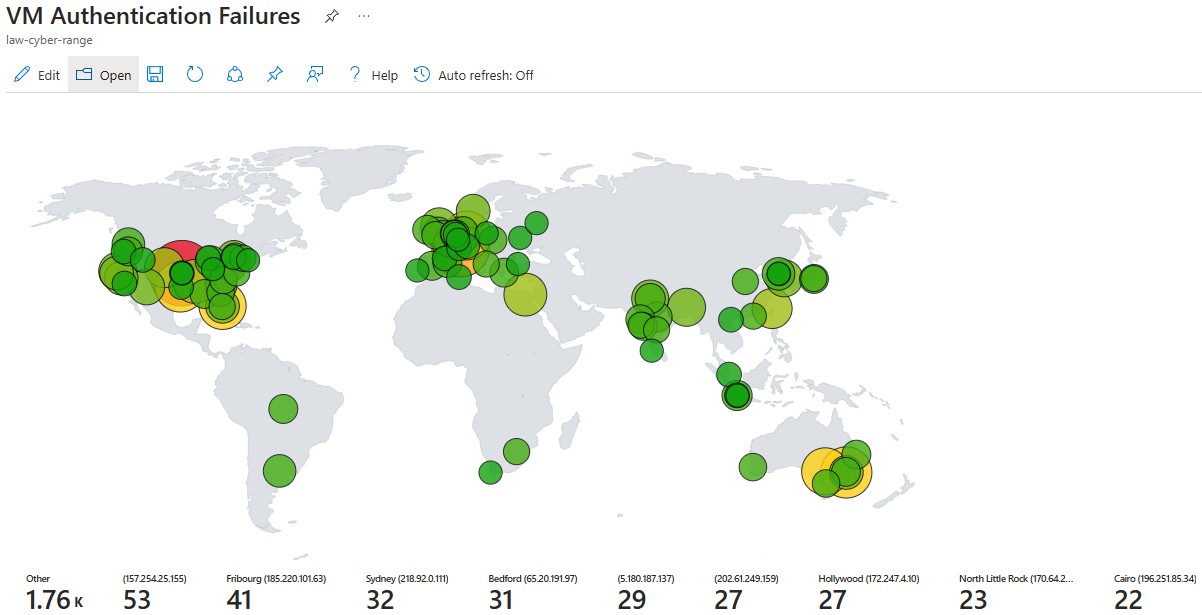 VM Authentication Failures ...
law-cyber-range
Edit Open ? Help Auto refresh: Off
Other (157.254.25.155) Fribourg (185.220.101.63) Sydney (218.92.0.111) Bedford (65.20.191.97) (5.180.187.137) (202.61.249.159) Hollywood (172.247.4.10) North Little Rock (170.64.2... Cairo (196.251.85.34)
1.76 K 53 41 32 31 29 27 27 23 22